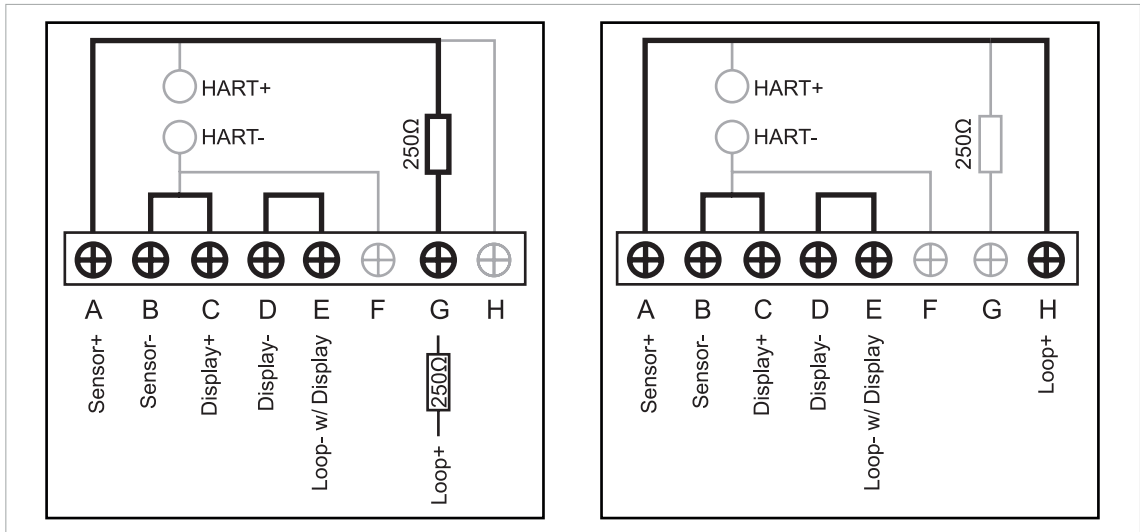 HART+
HART-
250Ω
A B C D E F G H
Sensor+
Sensor-
Display+
Display-
Loop- w/ Display
250Ω
Loop+
HART+
HART-
250Ω
A B C D E F G H
Sensor+
Sensor-
Display+
Display-
Loop- w/ Display
Loop+